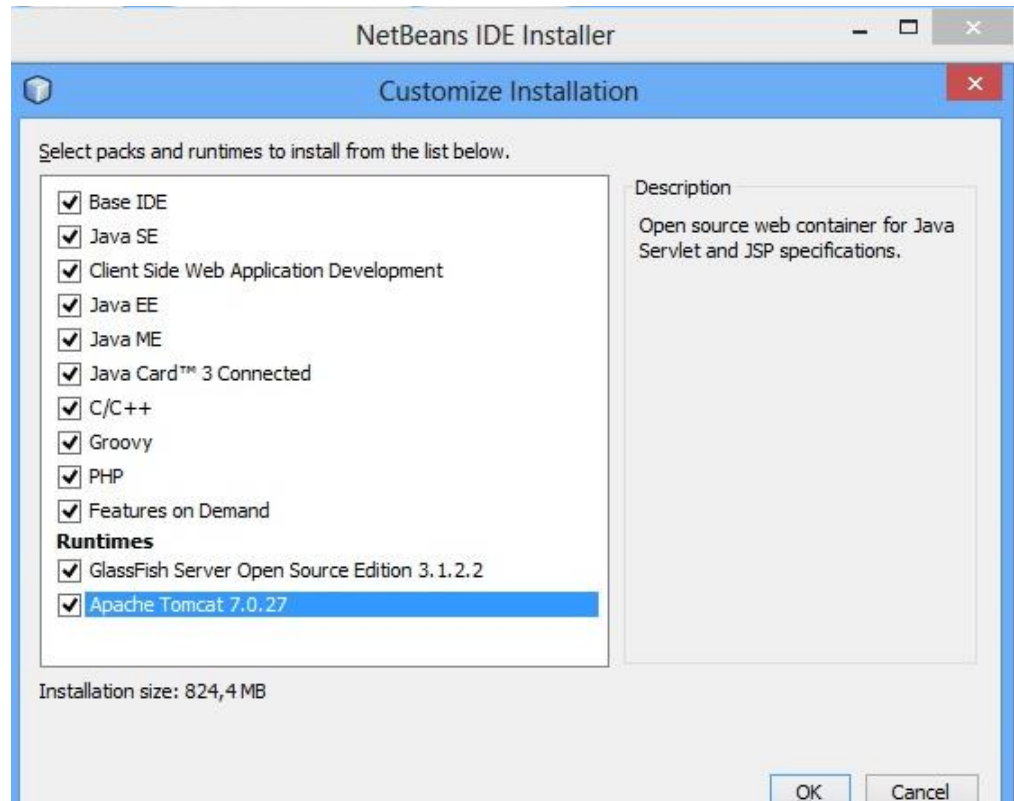 NetBeans IDE Installer
Customize Installation
Select packs and runtimes to install from the list below.
Base IDE
Java SE
Client Side Web Application Development
Java EE
Java ME
Java Card™ 3 Connected
C/C++
Groovy
PHP
Features on Demand
Runtimes
GlassFish Server Open Source Edition 3.1.2.2
Apache Tomcat 7.0.27
Description
Open source web container for Java
Servlet and JSP specifications.
Installation size: 824,4 MB
OK Cancel